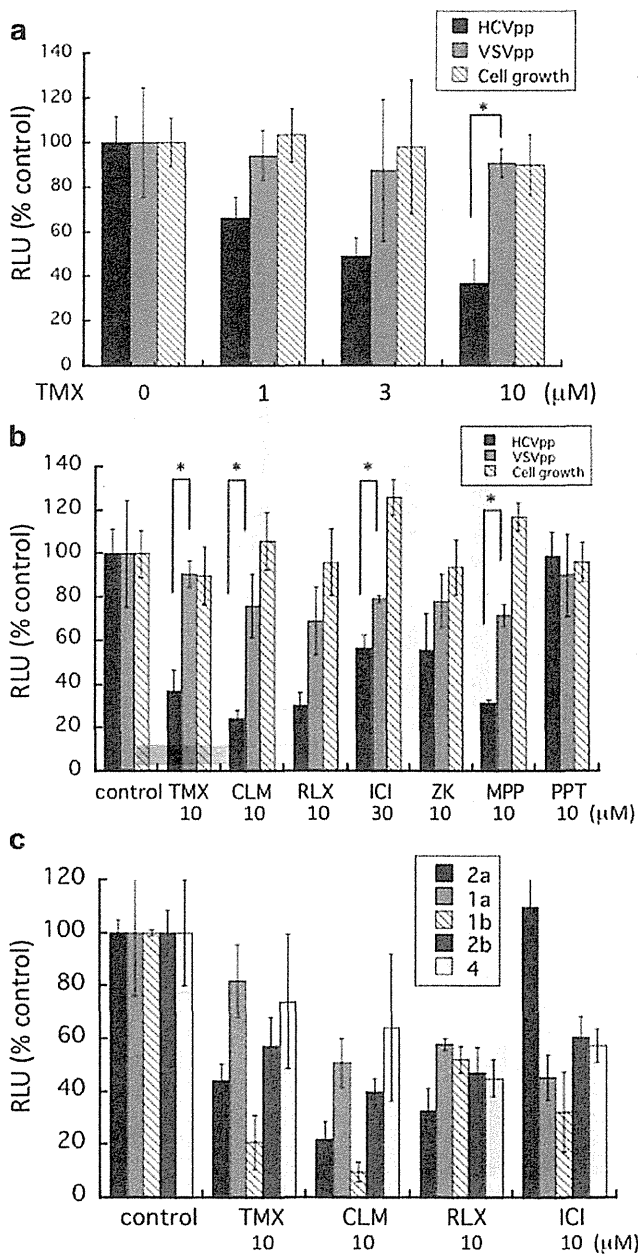 a
HCVpp
VSVpp
Cell growth
*
RLU (% control)
140
120
100
80
60
40
20
0
TMX 0 1 3 10 (μM)
b
HCVpp
VSVpp
Cell growth
* * * *
RLU (% control)
140
120
100
80
60
40
20
0
control TMX CLM RLX ICI ZK MPP PPT
10 10 10 30 10 10 10 (μM)
c
2a
1a
1b
2b
4
RLU (% control)
120
100
80
60
40
20
0
control TMX CLM RLX ICI
10 10 10 10 (μM)